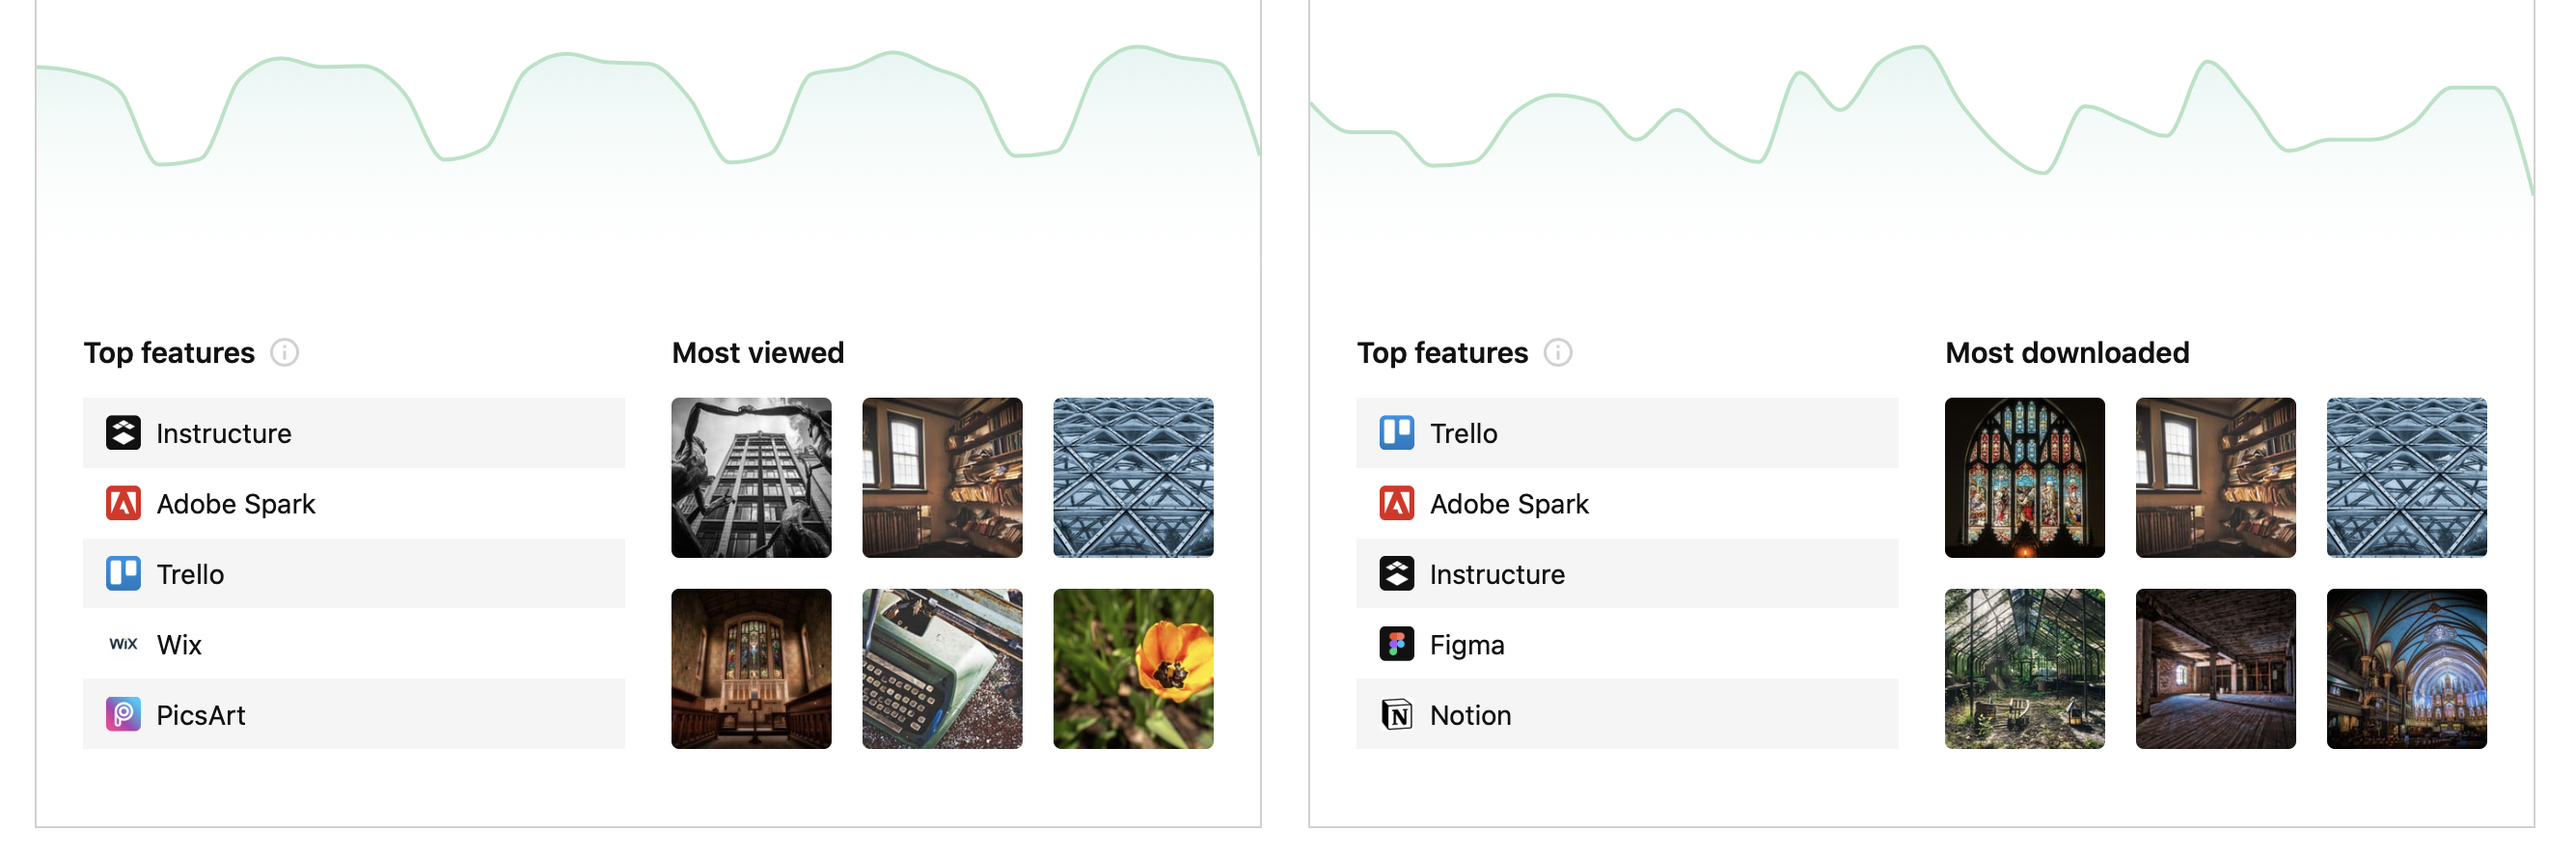 Top features
Instructure
Adobe Spark
Trello
WiX Wix
PicsArt
Most viewed
Top features
Trello
Adobe Spark
Instructure
Figma
Notion
Most downloaded